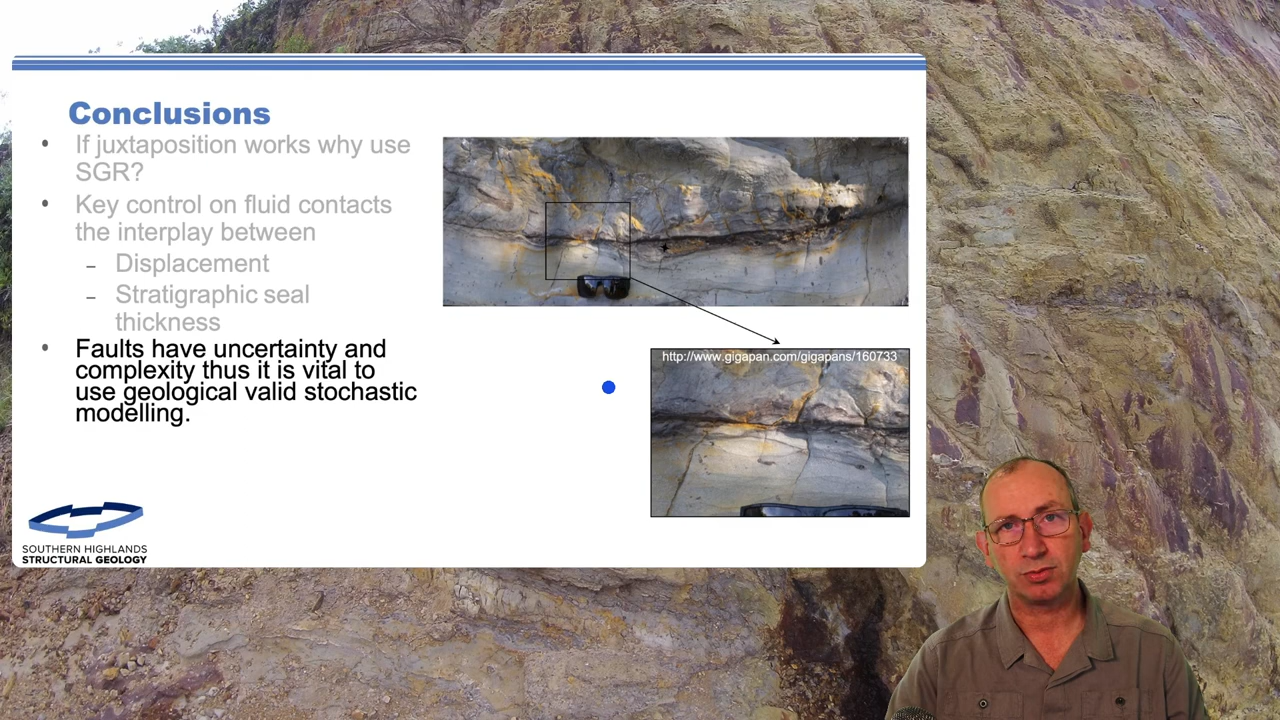 Conclusions
• If juxtaposition works why use
SGR?
• Key control on fluid contacts
the interplay between
– Displacement
– Stratigraphic seal
thickness
• Faults have uncertainty and
complexity thus it is vital to
use geological valid stochastic
modelling.
http://www.gigapan.com/gigapans/160733
SOUTHERN HIGHLANDS
STRUCTURAL GEOLOGY